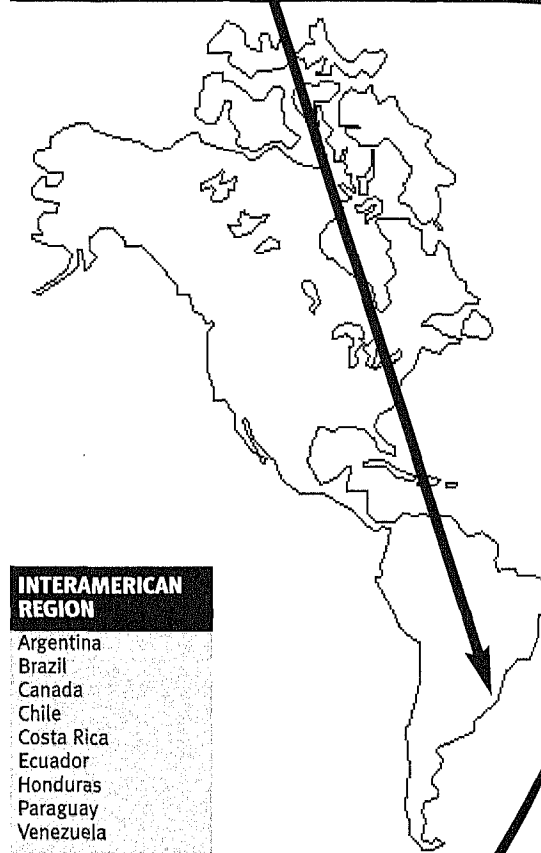 INTERAMERICAN
REGION
Argentina
Brazil
Canada
Chile
Costa Rica
Ecuador
Honduras
Paraguay
Venezuela